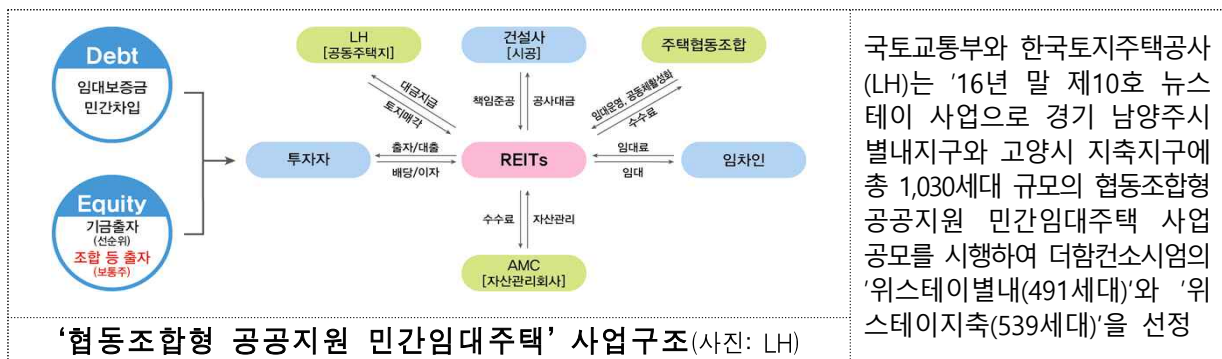 Debt
임대보증금
민간차입
Equity
기금출자
(선순위)
조합 등 출자
(보통주)
투자자
LH
[공동주택지]
건설사
[시공]
주택협동조합
대금지급
토지매각
책임준공
공사대금
임대운영, 공동체활성화
수수료
출자/대출
배당/이자
REITs
임대료
임대
임차인
수수료
자산관리
AMC
[자산관리회사]
‘협동조합형 공공지원 민간임대주택’ 사업구조(사진: LH)
국토교통부와 한국토지주택공사
(LH)는 '16년 말 제10호 뉴스
테이 사업으로 경기 남양주시
별내지구와 고양시 지축지구에
총 1,030세대 규모의 협동조합형
공공지원 민간임대주택 사업
공모를 시행하여 더함컨소시엄의
'위스테이별내(491세대)'와 '위
스테이지축(539세대)'을 선정